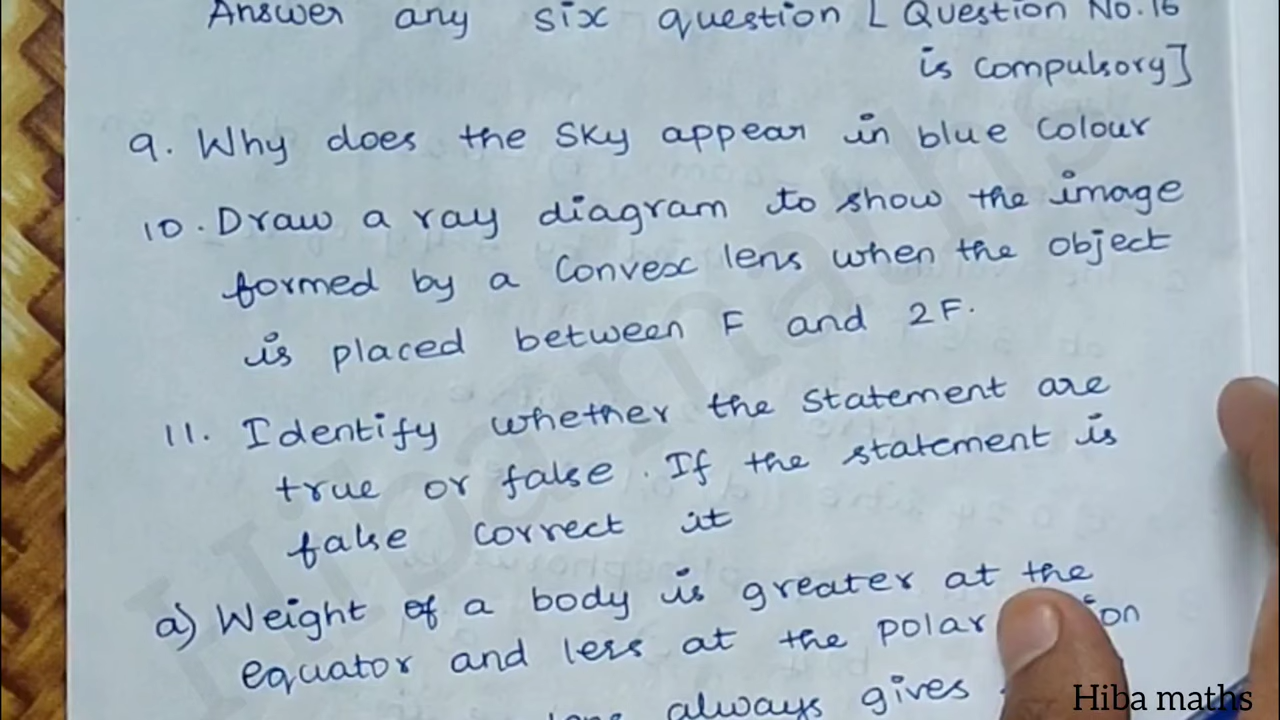 Answer any six question [Question No.16
is compulsory]
9. Why does the Sky appear in blue colour
10. Draw a ray diagram to show the image
formed by a Convex lens when the object
is placed between F and 2F.
11. Identify whether the statement are
true or false. If the statement is
false correct it
a) Weight of a body is greater at the
equator and less at the polar
always gives
Hiba maths
Hiba maths